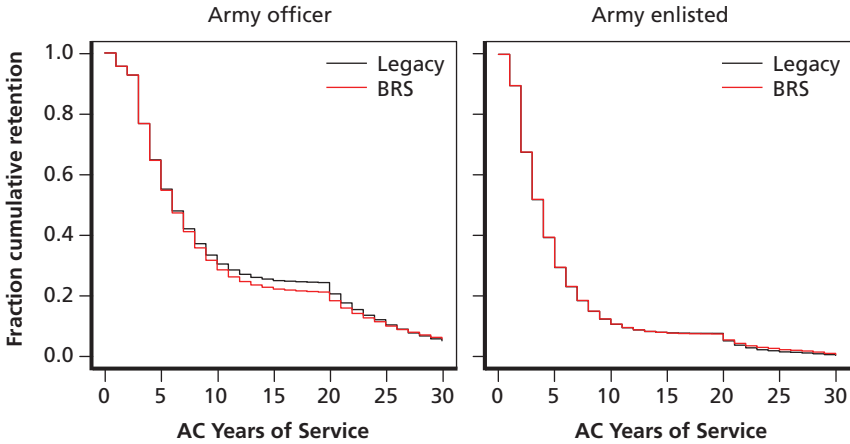 Army officer
Army enlisted
Fraction cumulative retention
1.0
0.8
0.6
0.4
0.2
0.0
Legacy
BRS
Legacy
BRS
0 5 10 15 20 25 30
0 5 10 15 20 25 30
AC Years of Service
AC Years of Service